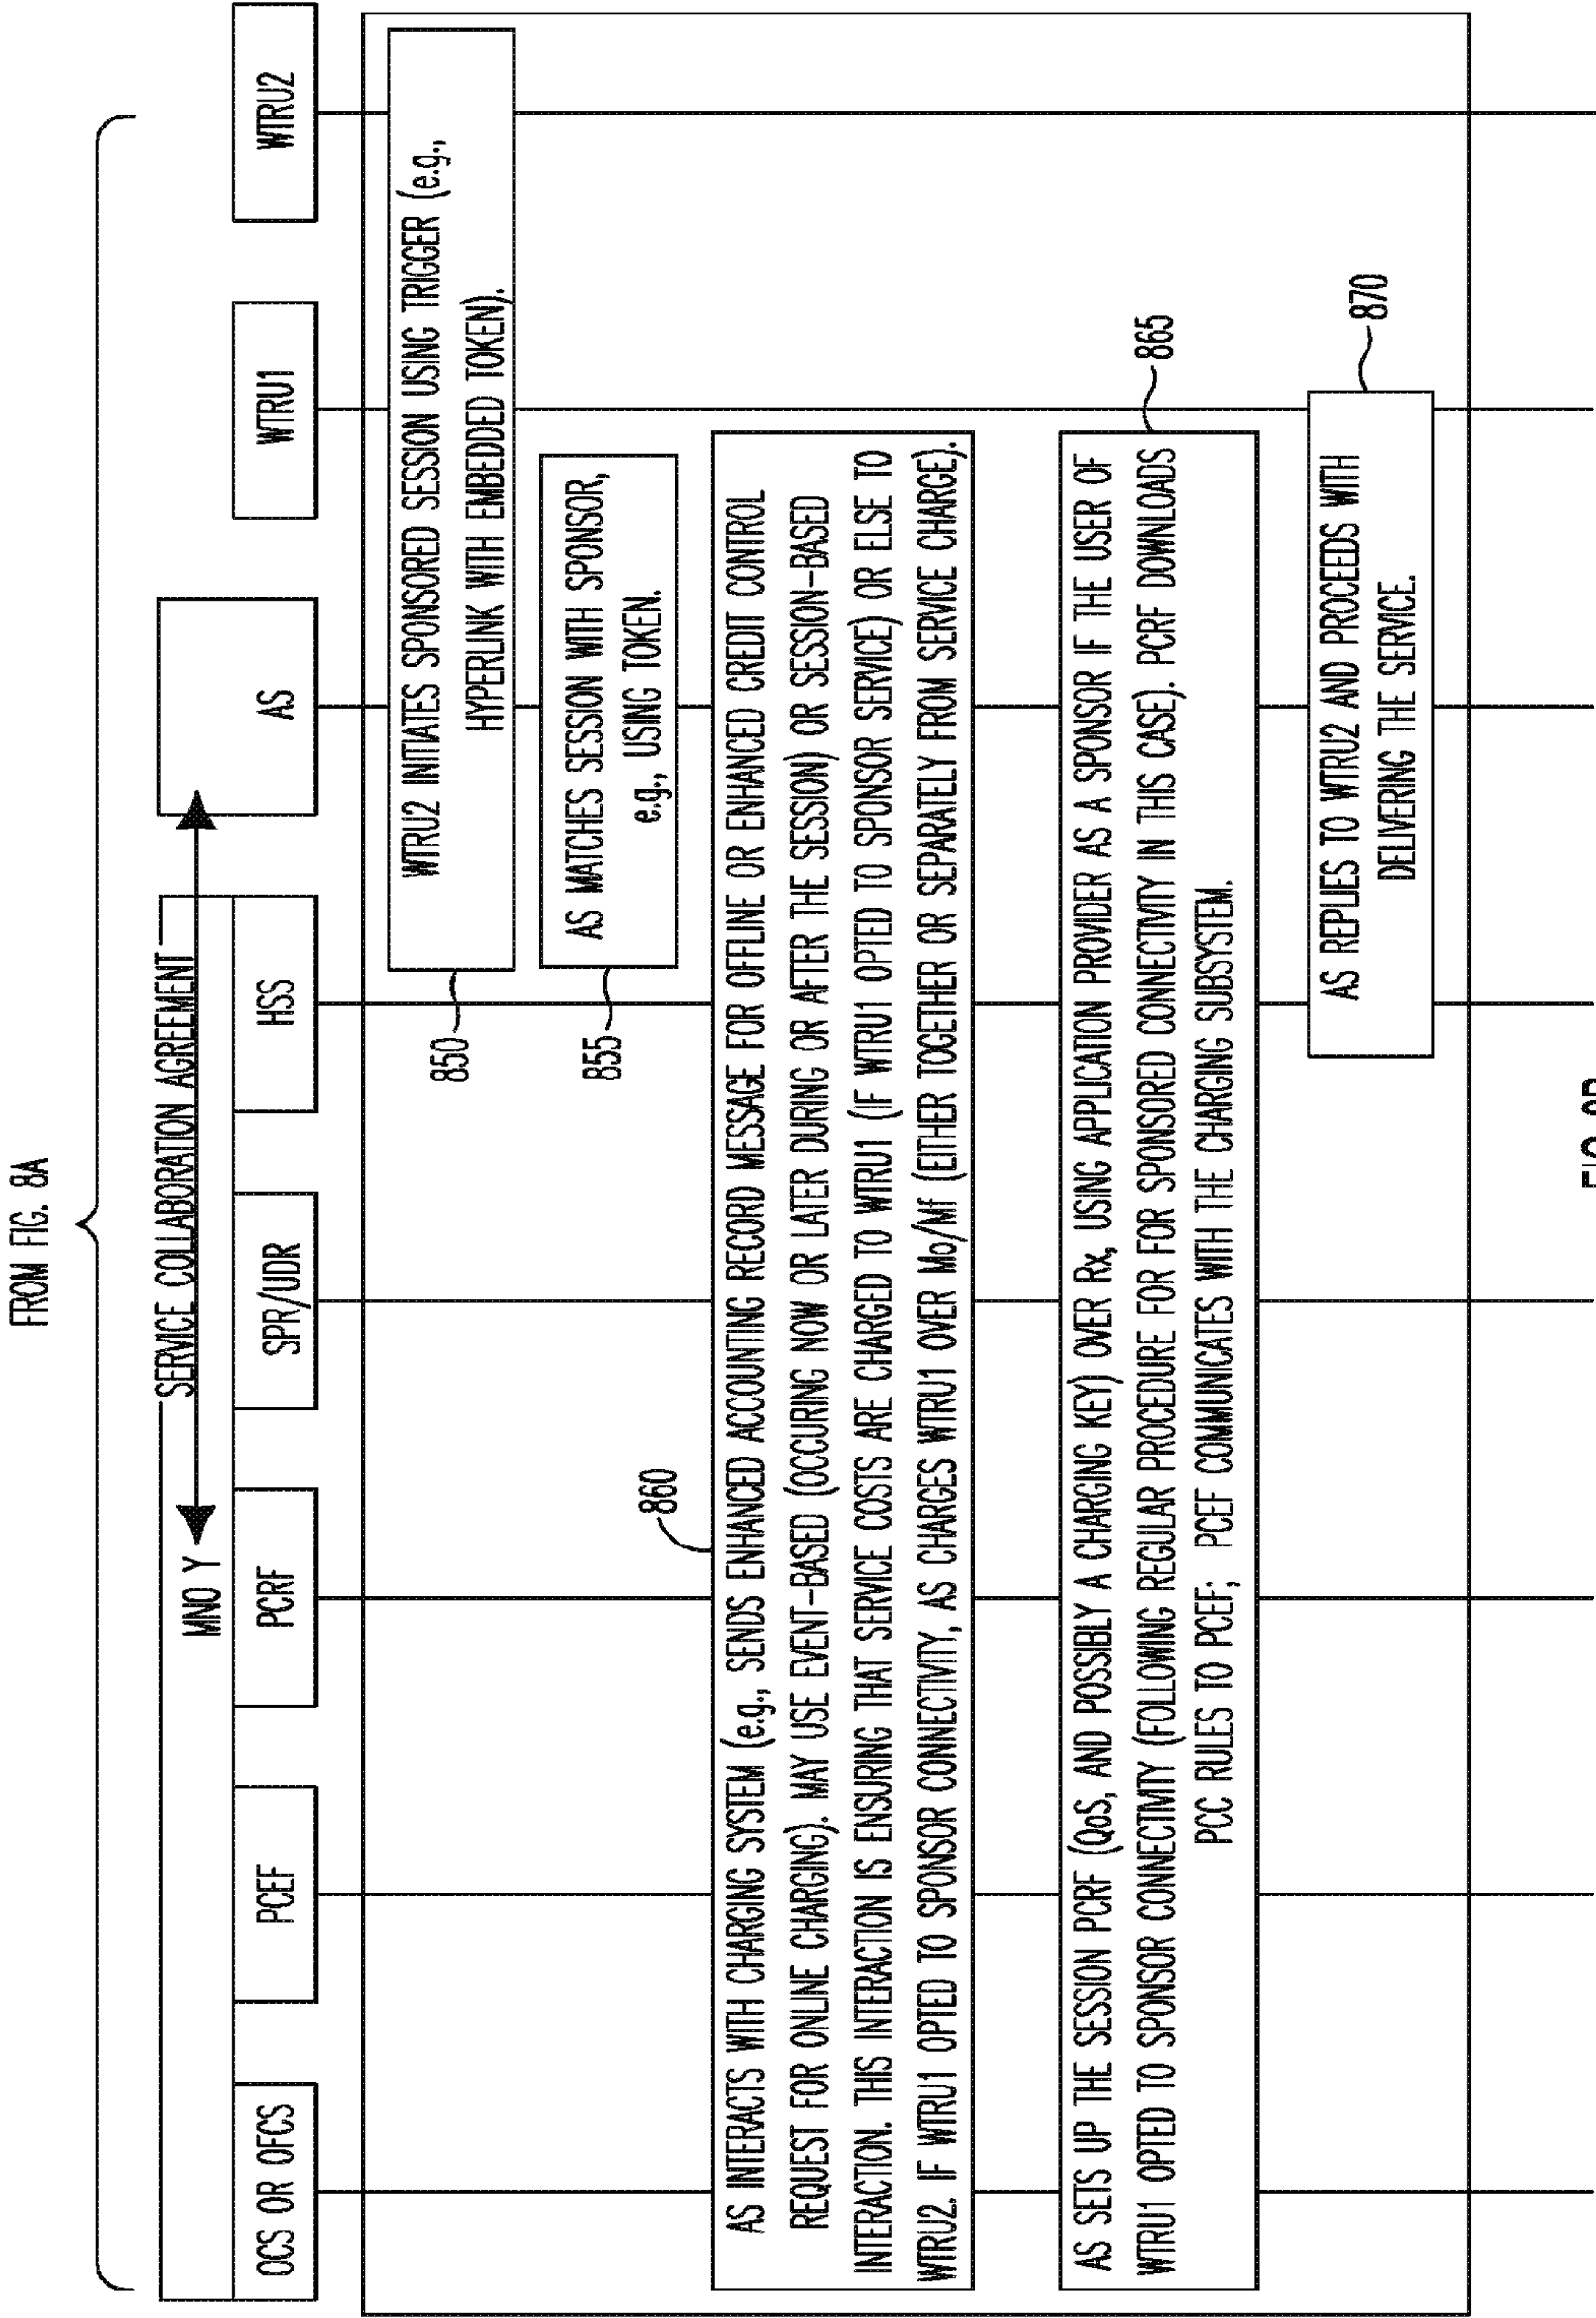 FROM FIG. 8A
SERVICE COLLABORATION AGREEMENT
MNO Y
OCS OR OFCS
PCEF
PCRF
SPR/UDR
HSS
AS
WTRU1
WTRU2
WTRU2 INITIATES SPONSORED SESSION USING TRIGGER (e.g.,
HYPERLINK WITH EMBEDDED TOKEN).
850
AS MATCHES SESSION WITH SPONSOR,
e.g., USING TOKEN.
855
860
AS INTERACTS WITH CHARGING SYSTEM (e.g., SENDS ENHANCED ACCOUNTING RECORD MESSAGE FOR OFFLINE OR ENHANCED CREDIT CONTROL
REQUEST FOR ONLINE CHARGING). MAY USE EVENT-BASED (OCCURING NOW OR LATER DURING OR AFTER THE SESSION) OR SESSION-BASED
INTERACTION. THIS INTERACTION IS ENSURING THAT SERVICE COSTS ARE CHARGED TO WTRU1 (IF WTRU1 OPTED TO SPONSOR SERVICE) OR ELSE TO
WTRU2. IF WTRU1 OPTED TO SPONSOR CONNECTIVITY, AS CHARGES WTRU1 OVER Mo/Mf (EITHER TOGETHER OR SEPARATELY FROM SERVICE CHARGE).
AS SETS UP THE SESSION PCRF (QoS, AND POSSIBLY A CHARGING KEY) OVER Rx, USING APPLICATION PROVIDER AS A SPONSOR IF THE USER OF
WTRU1 OPTED TO SPONSOR CONNECTIVITY (FOLLOWING REGULAR PROCEDURE FOR FOR SPONSORED CONNECTIVITY IN THIS CASE). PCRF DOWNLOADS
PCC RULES TO PCEF; PCEF COMMUNICATES WITH THE CHARGING SUBSYSTEM.
865
AS REPLIES TO WTRU2 AND PROCEEDS WITH
DELIVERING THE SERVICE.
870